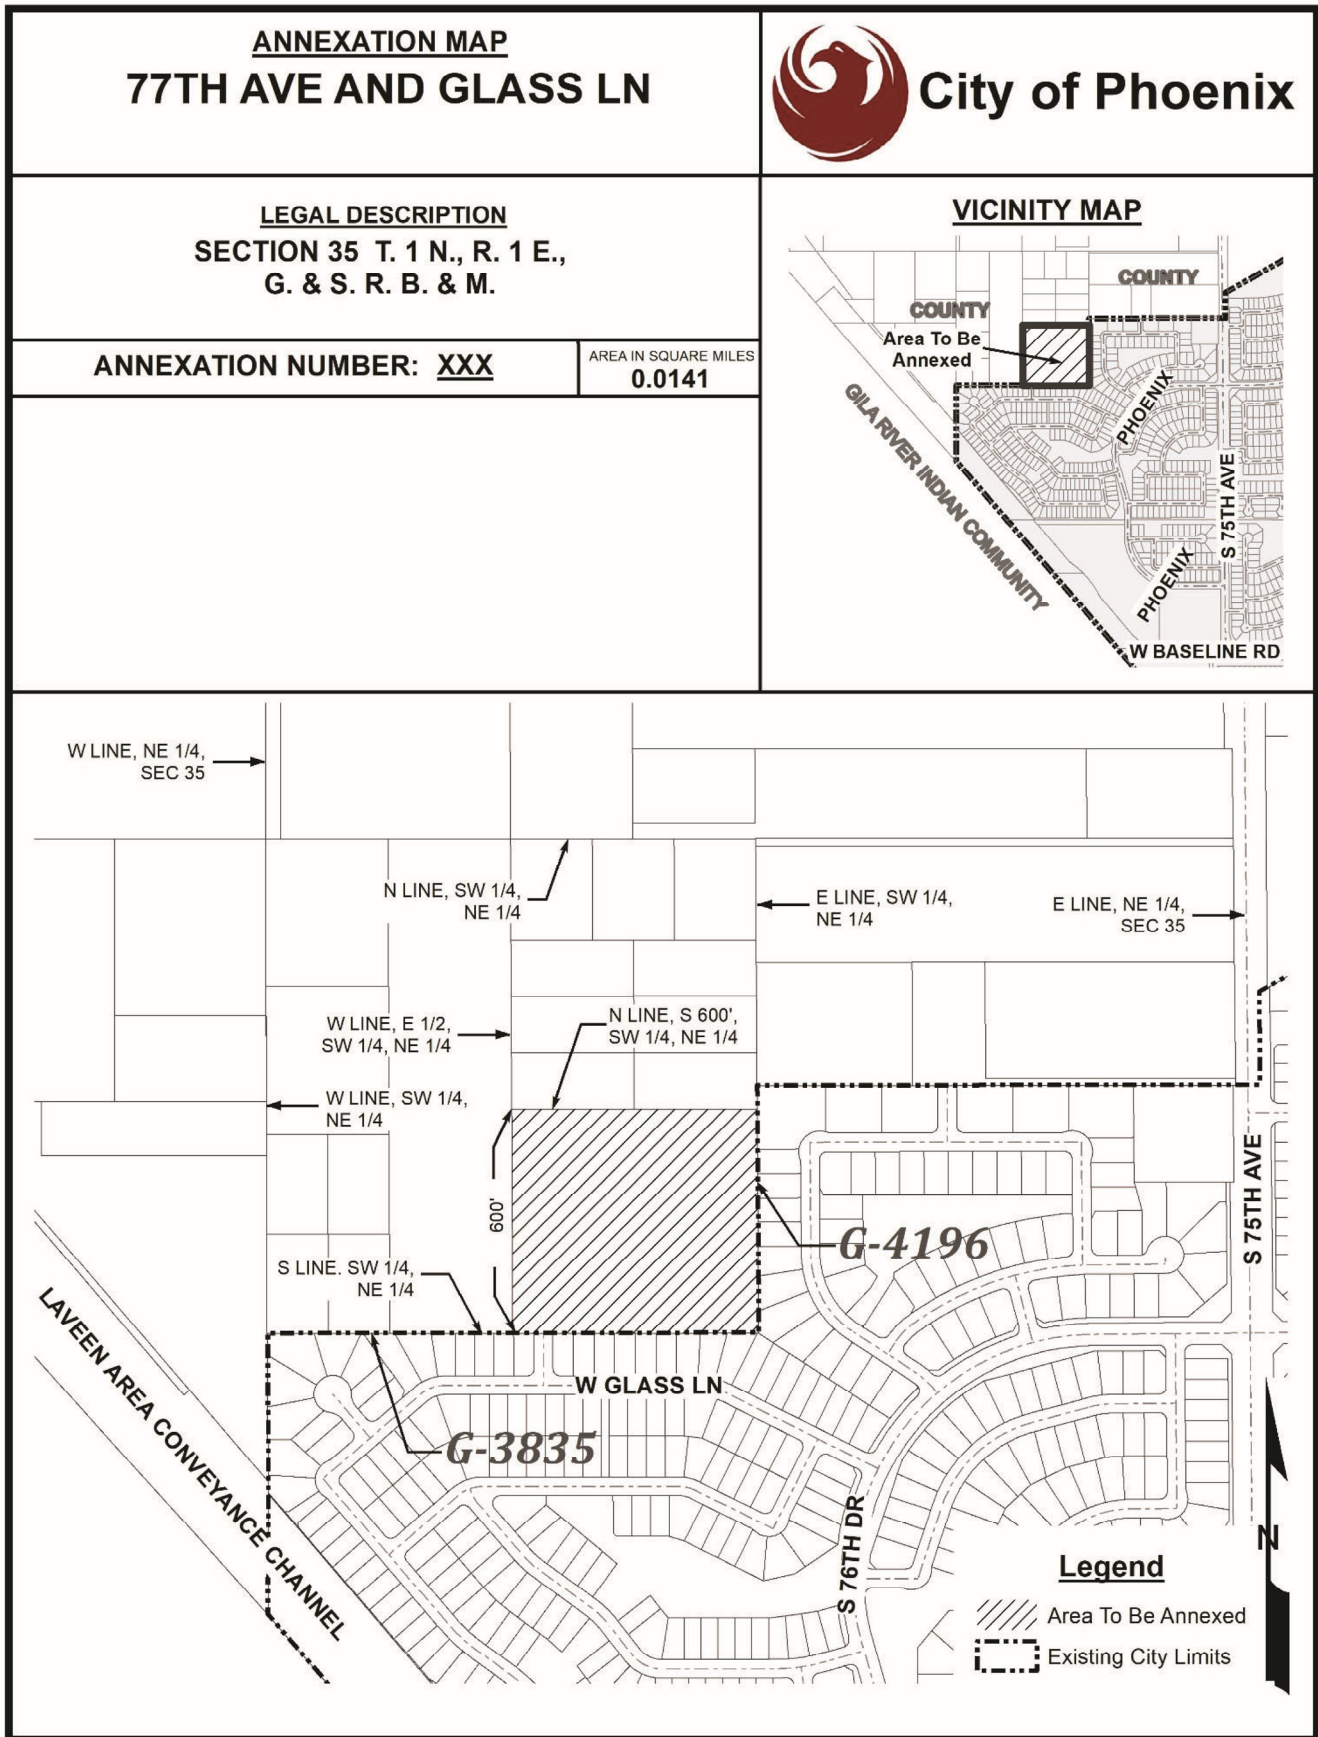 ANNEXATION MAP
77TH AVE AND GLASS LN
City of Phoenix
LEGAL DESCRIPTION
SECTION 35 T. 1 N., R. 1 E.,
G. & S. R. B. & M.
ANNEXATION NUMBER: XXX
AREA IN SQUARE MILES
0.0141
VICINITY MAP
COUNTY
COUNTY
Area To Be
Annexed
GILA RIVER INDIAN COMMUNITY
PHOENIX
PHOENIX
S 75TH AVE
W BASELINE RD
W LINE, NE 1/4,
SEC 35
N LINE, SW 1/4,
NE 1/4
E LINE, SW 1/4,
NE 1/4
E LINE, NE 1/4,
SEC 35
W LINE, E 1/2,
SW 1/4, NE 1/4
N LINE, S 600',
SW 1/4, NE 1/4
W LINE, SW 1/4,
NE 1/4
600'
S 75TH AVE
G-4196
S LINE. SW 1/4,
NE 1/4
LAVEEN AREA CONVEYANCE CHANNEL
W GLASS LN
G-3835
S 76TH DR
N
Legend
Area To Be Annexed
Existing City Limits